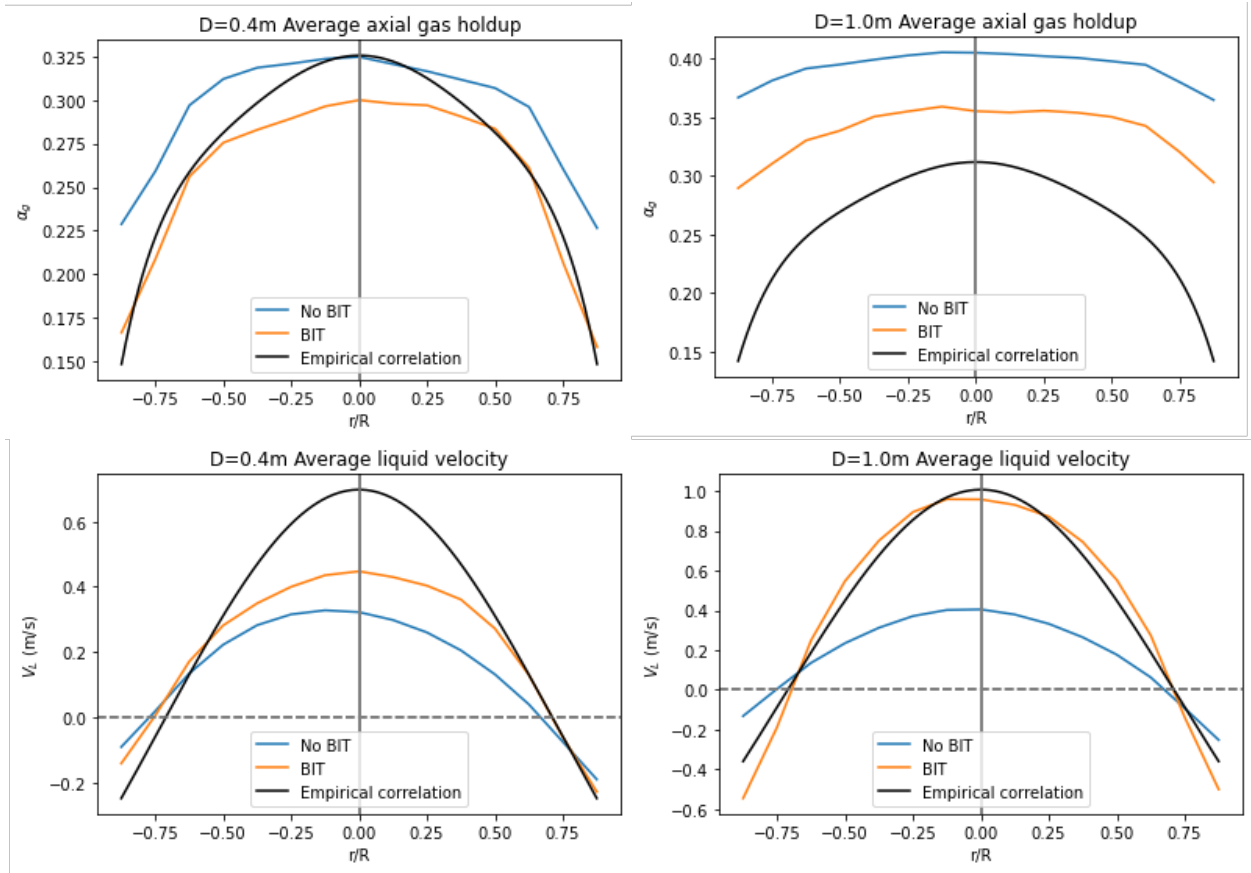 D=0.4m Average axial gas holdup
0.325
0.300
0.275
0.250
0.225
0.200
0.175
0.150
αg
No BIT
BIT
Empirical correlation
−0.75 −0.50 −0.25 0.00 0.25 0.50 0.75
r/R
D=1.0m Average axial gas holdup
0.40
0.35
0.30
0.25
0.20
0.15
αg
No BIT
BIT
Empirical correlation
−0.75 −0.50 −0.25 0.00 0.25 0.50 0.75
r/R
D=0.4m Average liquid velocity
0.6
0.4
0.2
0.0
−0.2
VL (m/s)
No BIT
BIT
Empirical correlation
−0.75 −0.50 −0.25 0.00 0.25 0.50 0.75
r/R
D=1.0m Average liquid velocity
1.0
0.8
0.6
0.4
0.2
0.0
−0.2
−0.4
−0.6
VL (m/s)
No BIT
BIT
Empirical correlation
−0.75 −0.50 −0.25 0.00 0.25 0.50 0.75
r/R